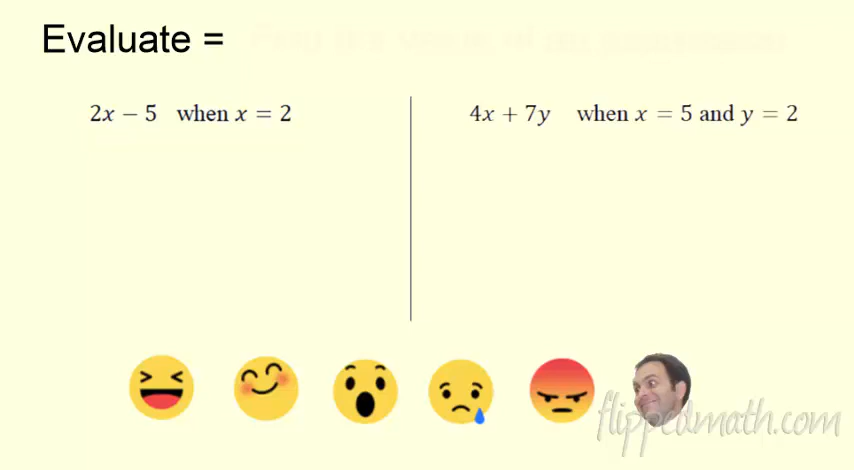 Evaluate =
2x − 5 when x = 2
4x + 7y when x = 5 and y = 2
flippedmath.com